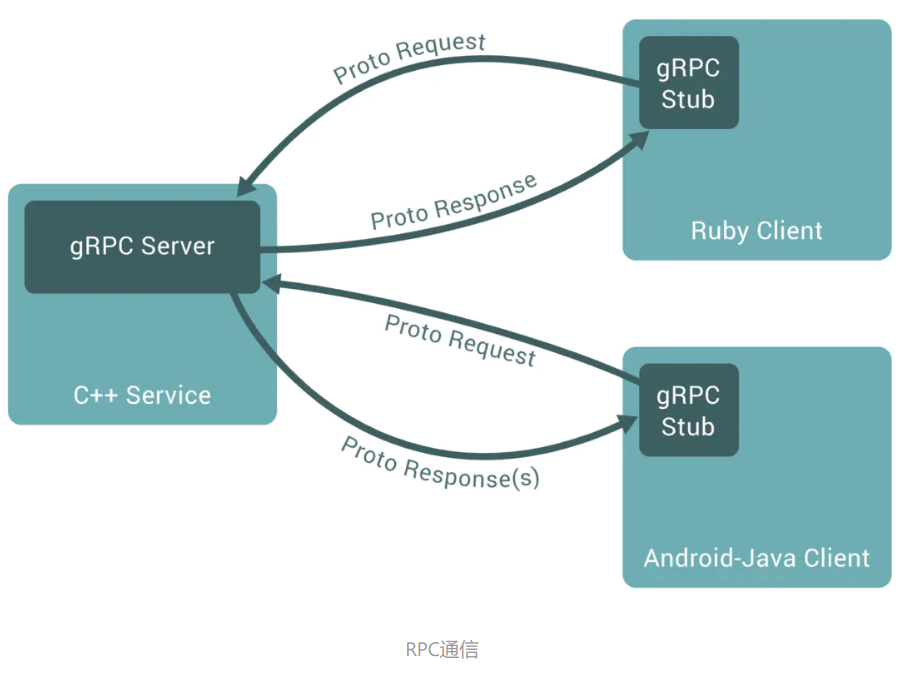 Proto Request
gRPC
Stub
Ruby Client
Proto Response
gRPC Server
C++ Service
Proto Request
gRPC
Stub
Android-Java Client
Proto Response(s)
RPC通信